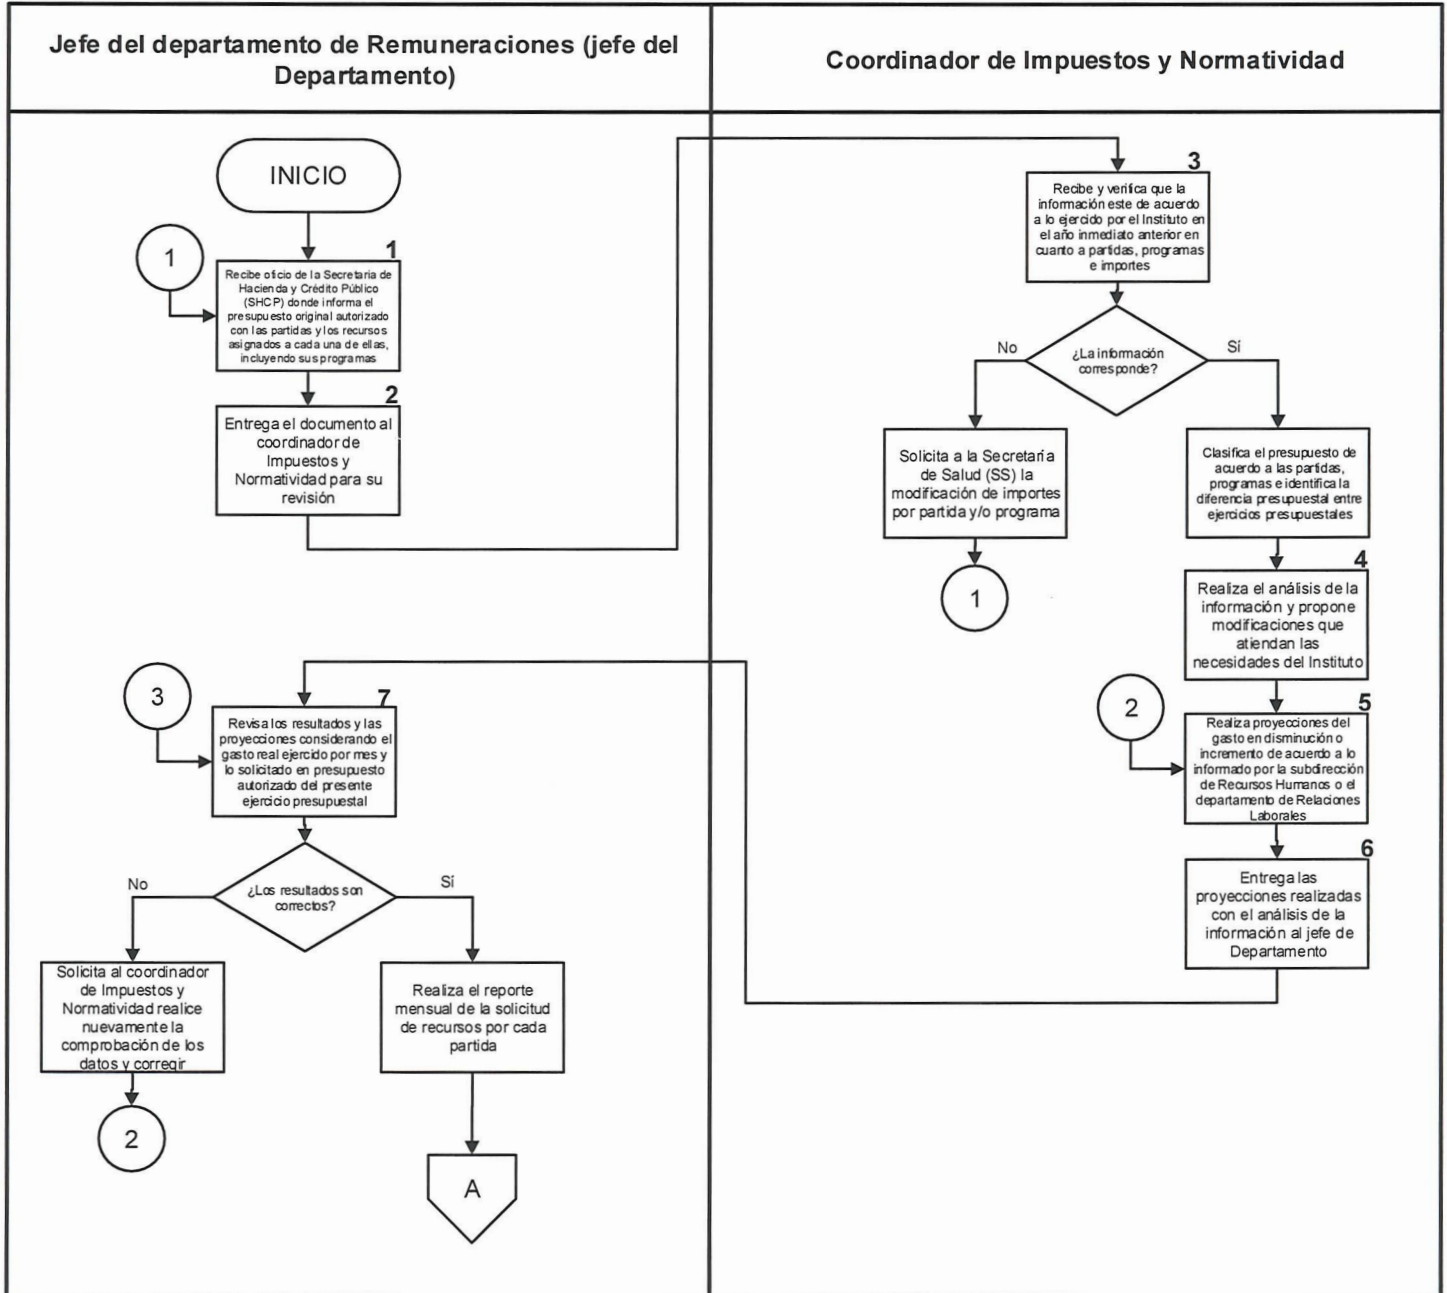 Jefe del departamento de Remuneraciones (jefe del
Departamento)
Coordinador de Impuestos y Normatividad
INICIO
1
1
Recibe oficio de la Secretaría de
Hacienda y Crédito Público
(SHCP) donde informa el
presupuesto original autorizado
con las partidas y los recursos
asignados a cada una de ellas,
incluyendo sus programas
2
Entrega el documento al
coordinador de
Impuestos y
Normatividad para su
revisión
3
Recibe y verifica que la
información este de acuerdo
a lo ejercido por el Instituto en
el año inmediato anterior en
cuanto a partidas, programas
e importes
¿La información
corresponde?
No
Sí
Solicita a la Secretaría
de Salud (SS) la
modificación de importes
por partida y/o programa
1
Clasifica el presupuesto de
acuerdo a las partidas,
programas e identifica la
diferencia presupuestal entre
ejercicios presupuestales
4
Realiza el análisis de la
información y propone
modificaciones que
atiendan las
necesidades del Instituto
2
5
Realiza proyecciones del
gasto en disminución o
incremento de acuerdo a lo
informado por la subdirección
de Recursos Humanos o el
departamento de Relaciones
Laborales
6
Entrega las
proyecciones realizadas
con el análisis de la
información al jefe de
Departamento
3
7
Revisa los resultados y las
proyecciones considerando el
gasto real ejercido por mes y
lo solicitado en presupuesto
autorizado del presente
ejercicio presupuestal
¿Los resultados son
correctos?
No
Sí
Solicita al coordinador
de Impuestos y
Normatividad realice
nuevamente la
comprobación de los
datos y corregir
2
Realiza el reporte
mensual de la solicitud
de recursos por cada
partida
A